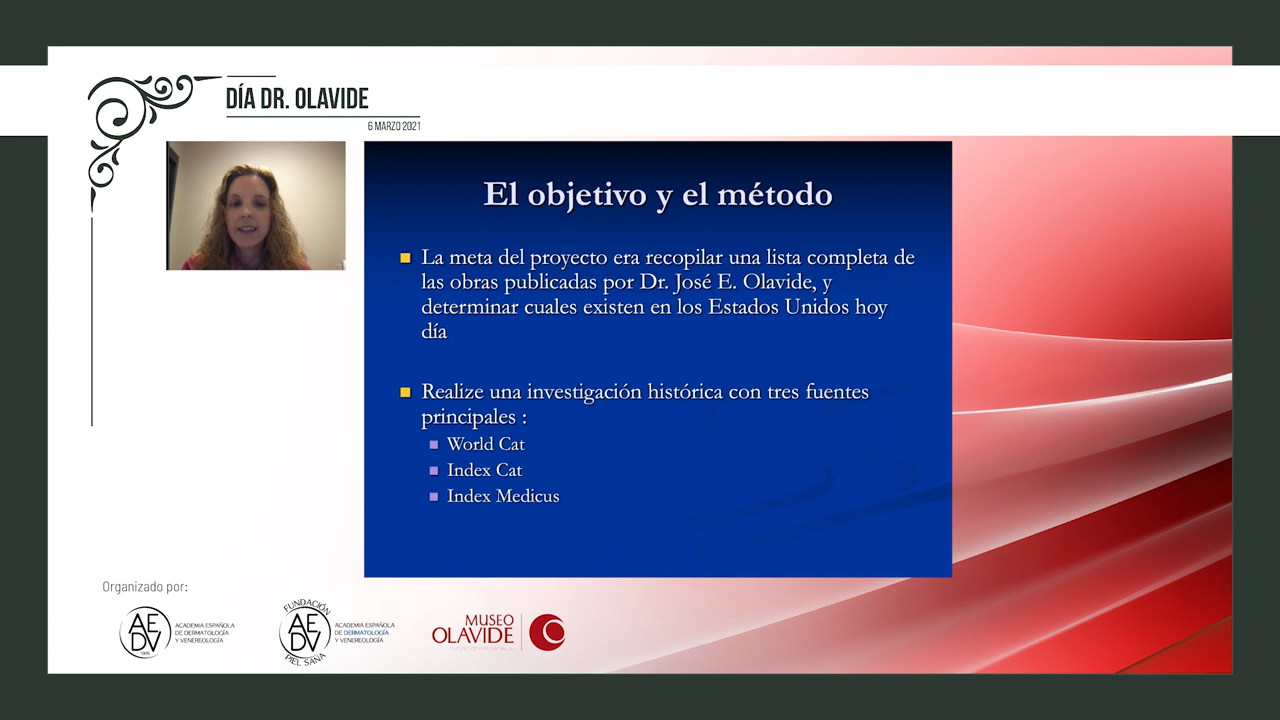 DÍA DR. OLAVIDE
6 MARZO 2021
El objetivo y el método
La meta del proyecto era recopilar una lista completa de
las obras publicadas por Dr. José E. Olavide, y
determinar cuales existen en los Estados Unidos hoy
día
Realize una investigación histórica con tres fuentes
principales :
World Cat
Index Cat
Index Medicus
Organizado por:
AEDV
1909
ACADEMIA ESPAÑOLA
DE DERMATOLOGÍA
Y VENEREOLOGÍA
FUNDACIÓN
AEDV
PIEL SANA
ACADEMIA ESPAÑOLA
DE DERMATOLOGÍA
Y VENEREOLOGÍA
MUSEO
OLAVIDE